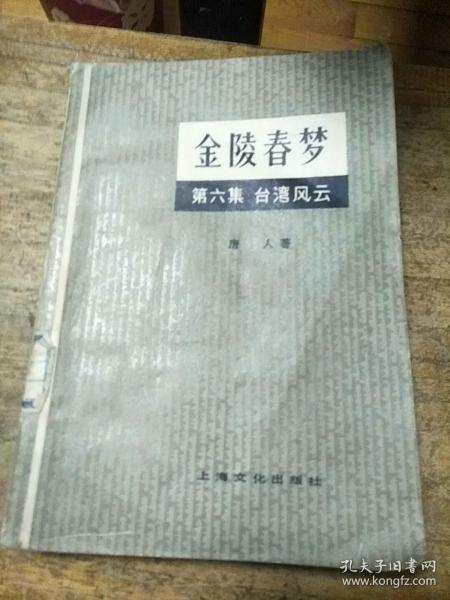 金陵春梦
第六集 台湾风云
唐 人 著
上海文化出版社
孔夫子旧书网
www.kongfz.com